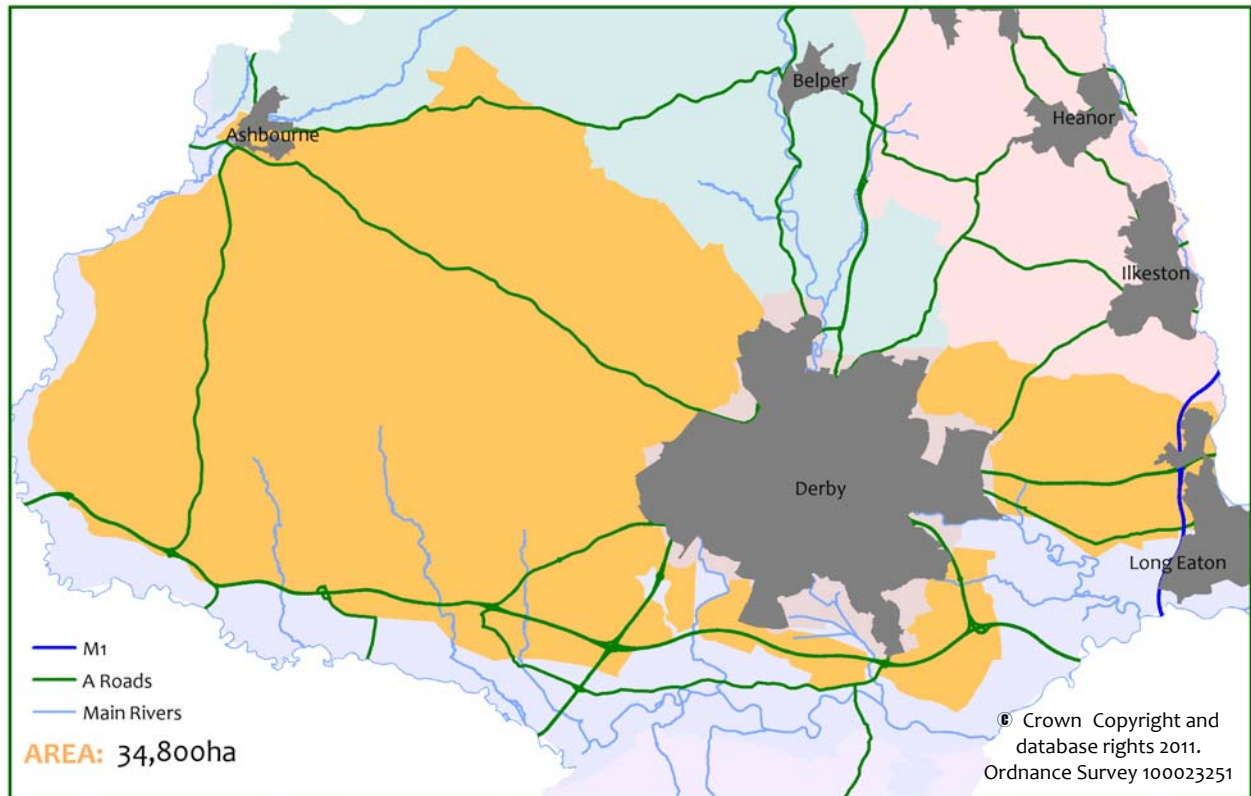 Belper
Heanor
Ashbourne
Ilkeston
Derby
Long Eaton
M1
A Roads
Main Rivers
AREA: 34,800ha
© Crown Copyright and
database rights 2011.
Ordnance Survey 100023251